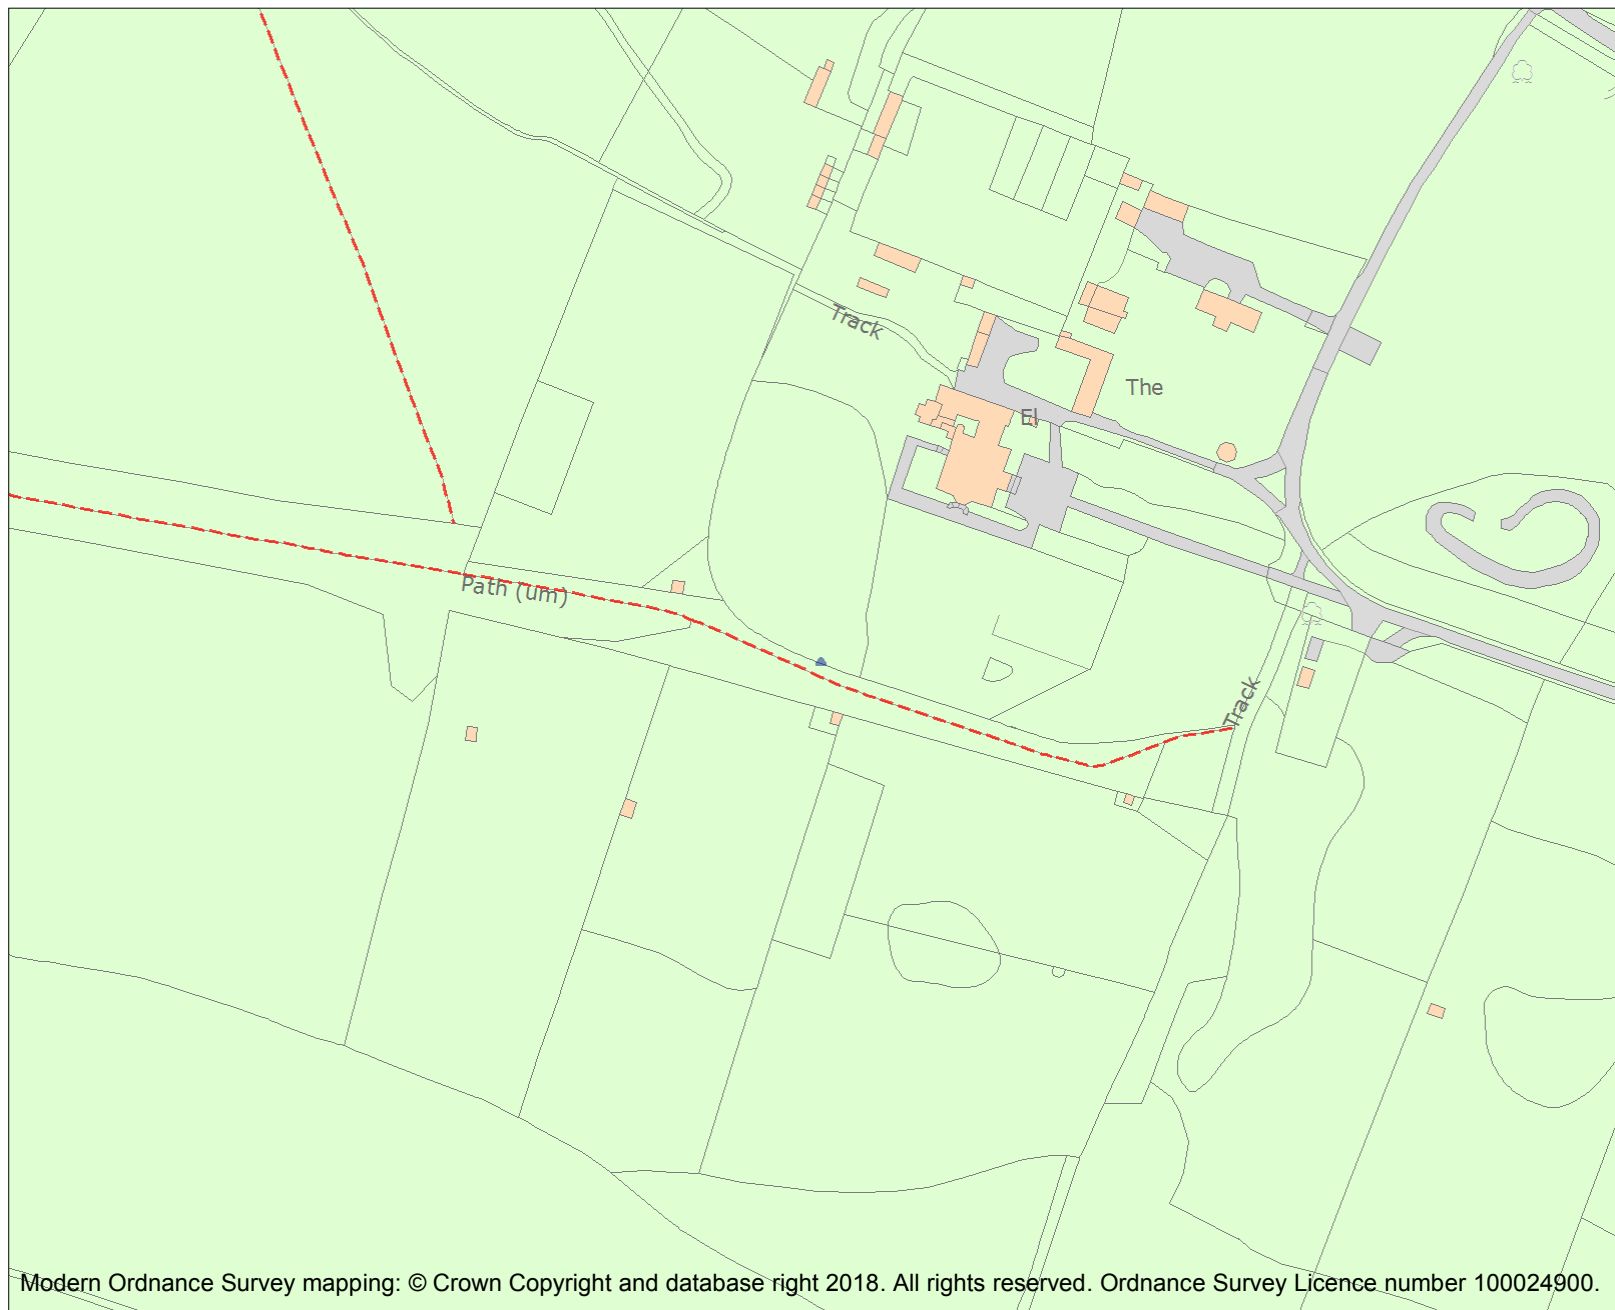 Track
The
El
Path (um)
Track
Modern Ordnance Survey mapping: © Crown Copyright and database right 2018. All rights reserved. Ordnance Survey Licence number 100024900.